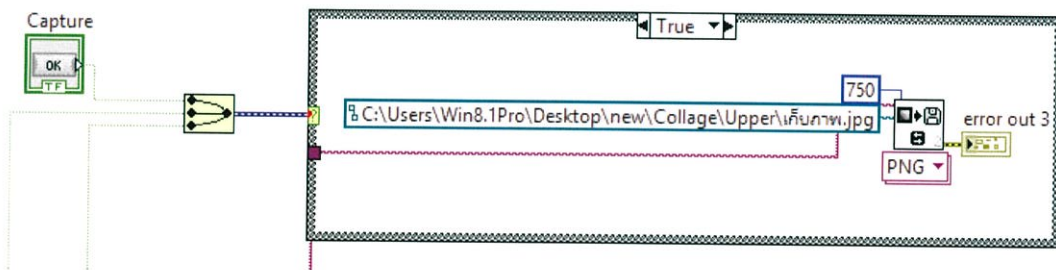 Capture
OK
TF
True
750
C:\Users\Win8.1Pro\Desktop\new\Collage\Upper\เก็บภาพ.jpg
error out 3
PNG